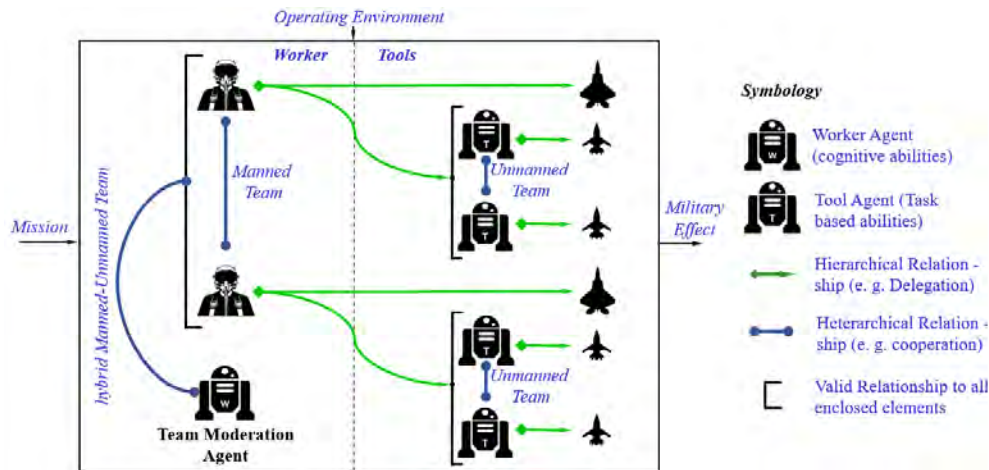 Operating Environment
Worker
Tools
Mission
hybrid Manned-Unmanned Team
Manned
Team
T
Unmanned
Team
T
T
Unmanned
Team
T
W
Team Moderation
Agent
Military
Effect
Symbology
W
Worker Agent
(cognitive abilities)
T
Tool Agent (Task
based abilities)
Hierarchical Relation -
ship (e. g. Delegation)
Heterarchical Relation -
ship (e. g. cooperation)
Valid Relationship to all
enclosed elements